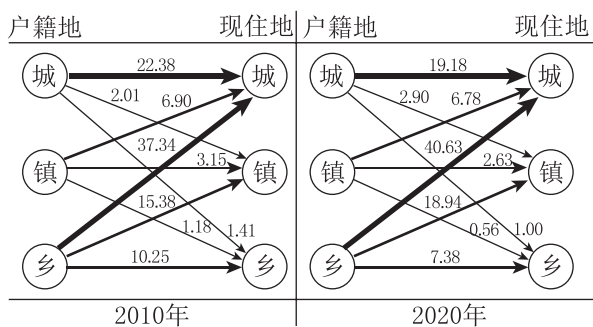 户籍地 现住地 户籍地 现住地
城 22.38 城 城 19.18 城
2.01 6.90 2.90 6.78
37.34 40.63
镇 3.15 镇 镇 2.63 镇
15.38 18.94
1.18 1.41 0.56 1.00
乡 10.25 乡 乡 7.38 乡
2010年 2020年